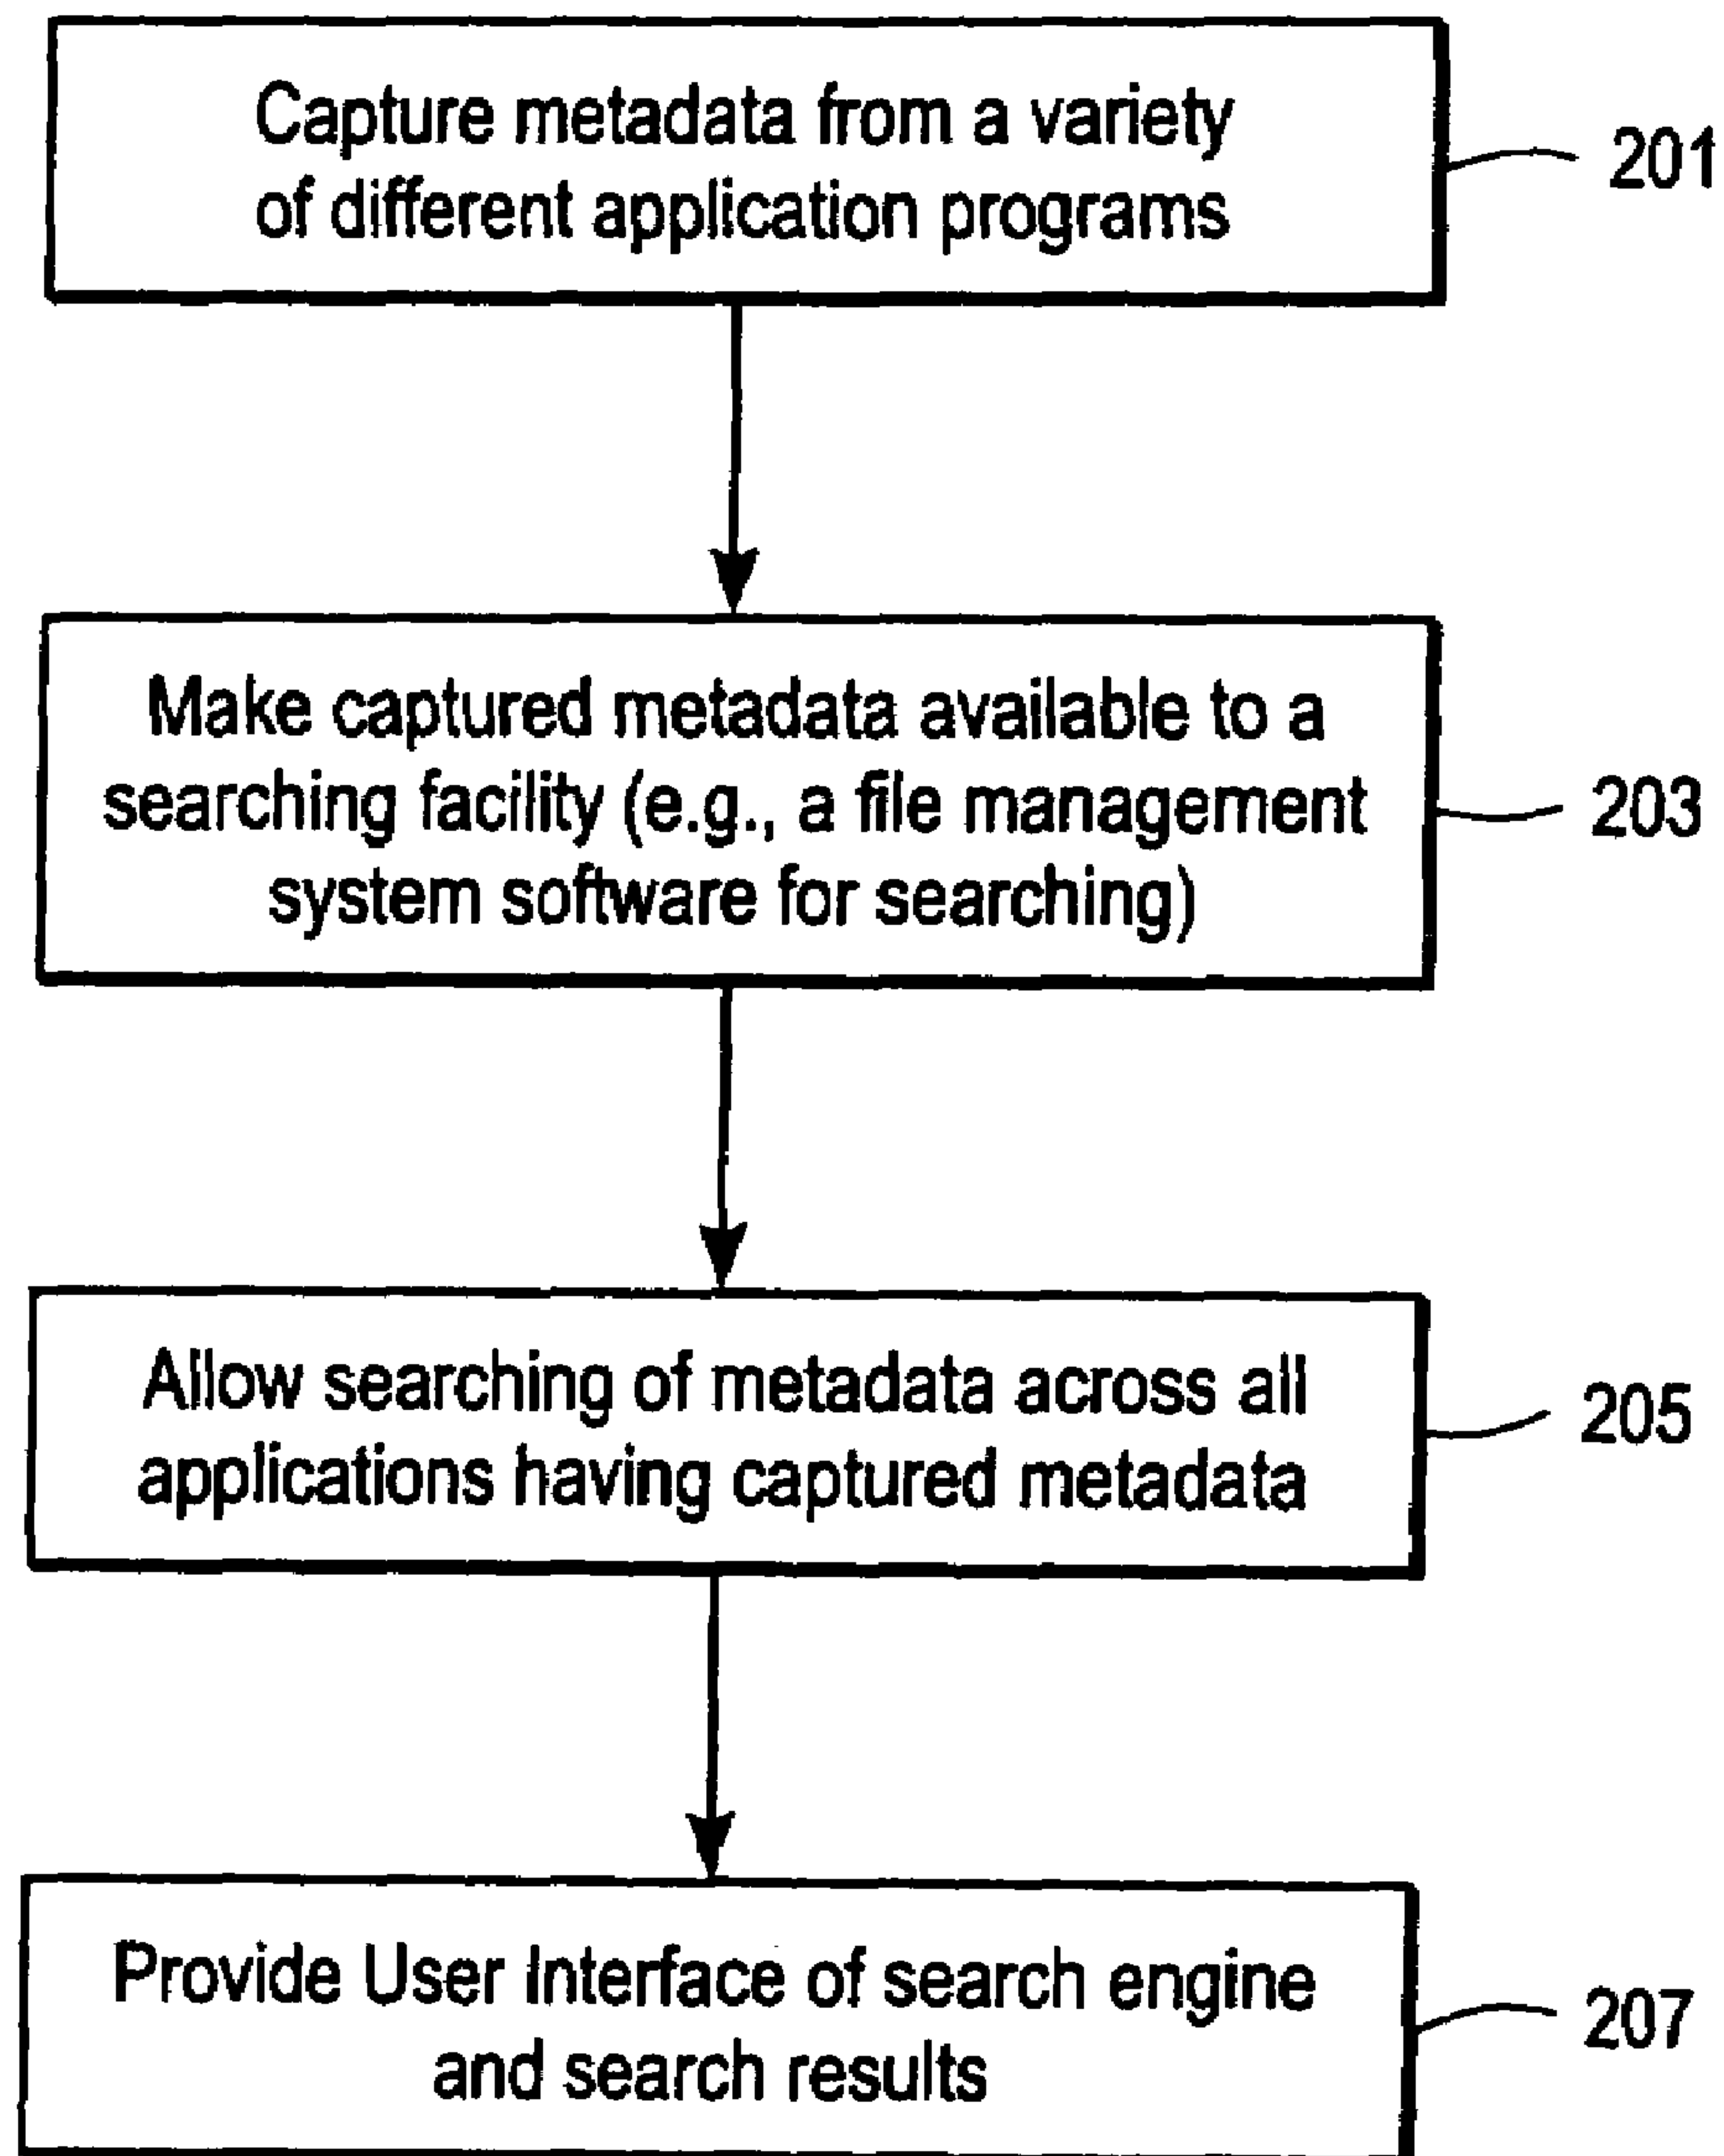 Capture metadata from a variety
of different application programs
201
Make captured metadata available to a
searching facility (e.g., a file management
system software for searching)
203
Allow searching of metadata across all
applications having captured metadata
205
Provide User Interface of search engine
and search results
207